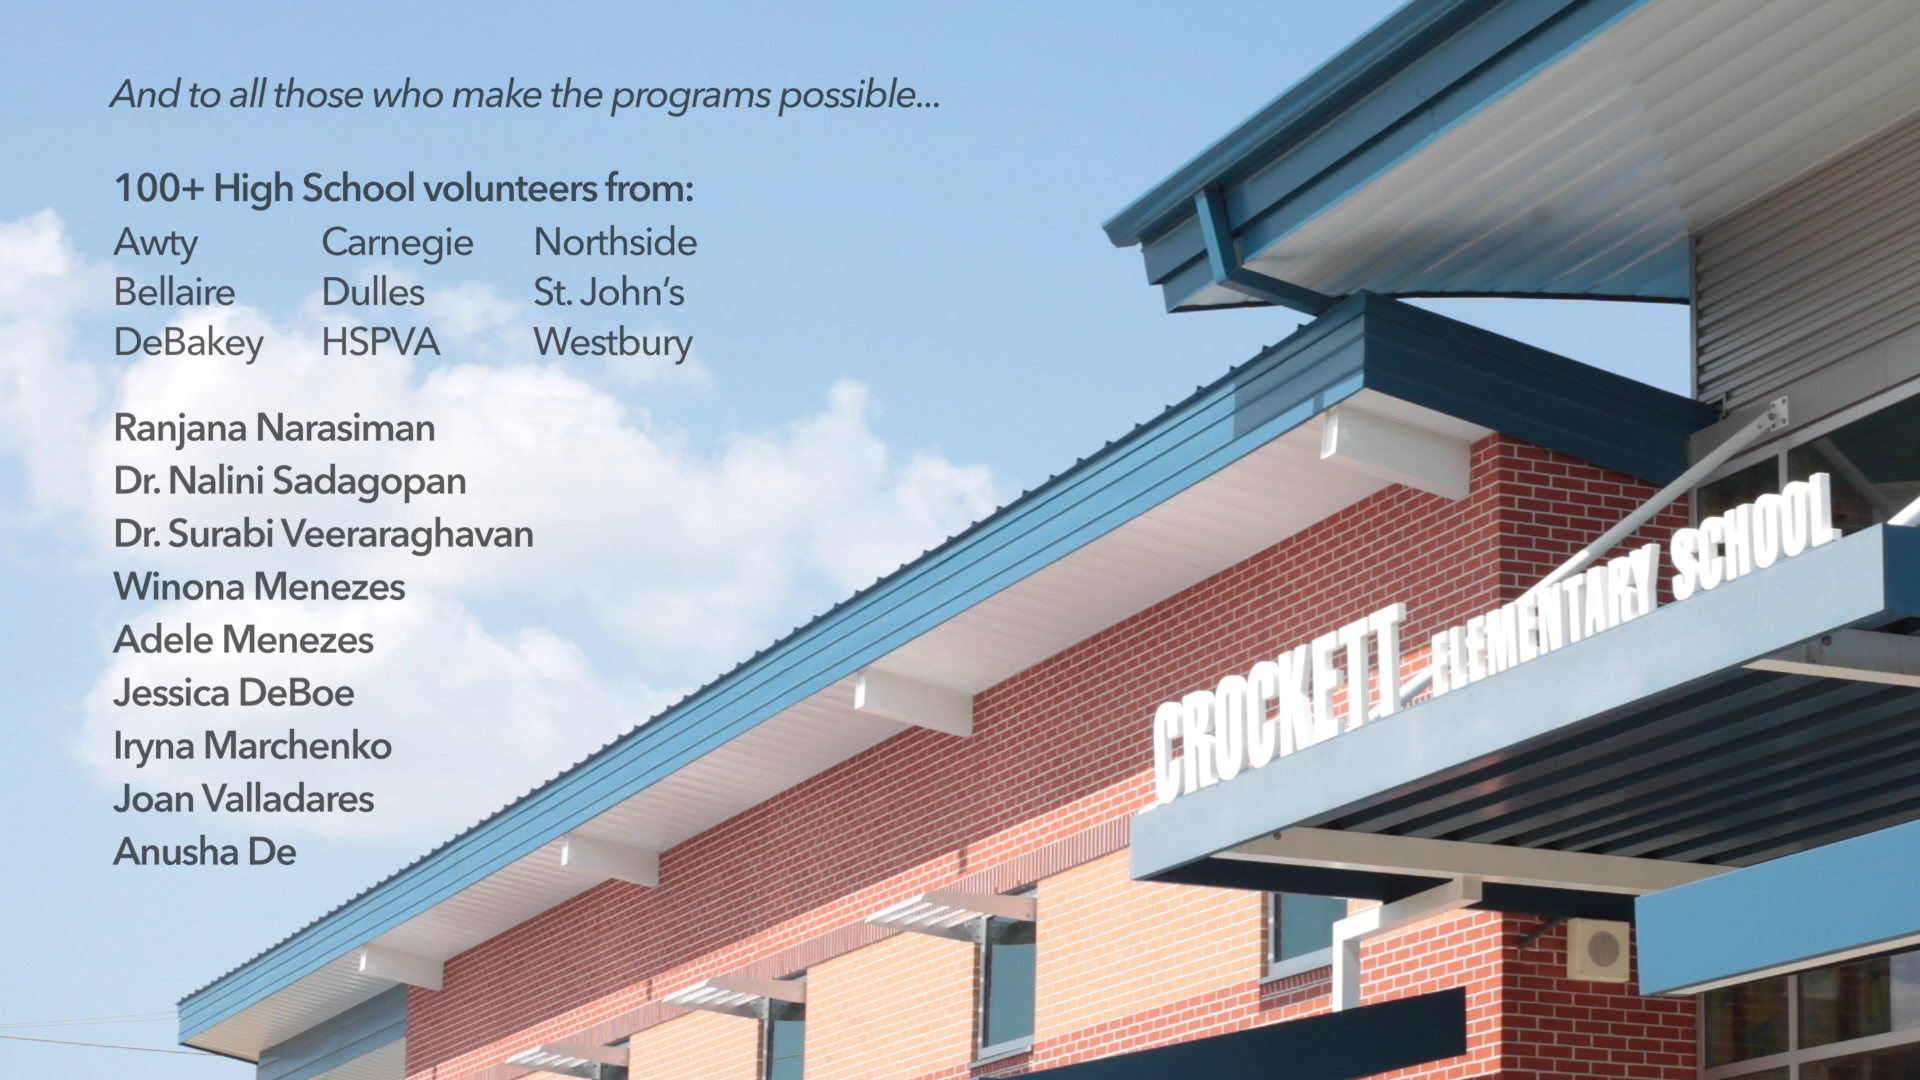 And to all those who make the programs possible...
100+ High School volunteers from:
Awty Carnegie Northside
Bellaire Dulles St. John's
DeBakey HSPVA Westbury
Ranjana Narasiman
Dr. Nalini Sadagopan
Dr. Surabi Veeraraghavan
Winona Menezes
Adele Menezes
Jessica DeBoe
Iryna Marchenko
Joan Valladares
Anusha De
CROCKETT ELEMENTARY SCHOOL